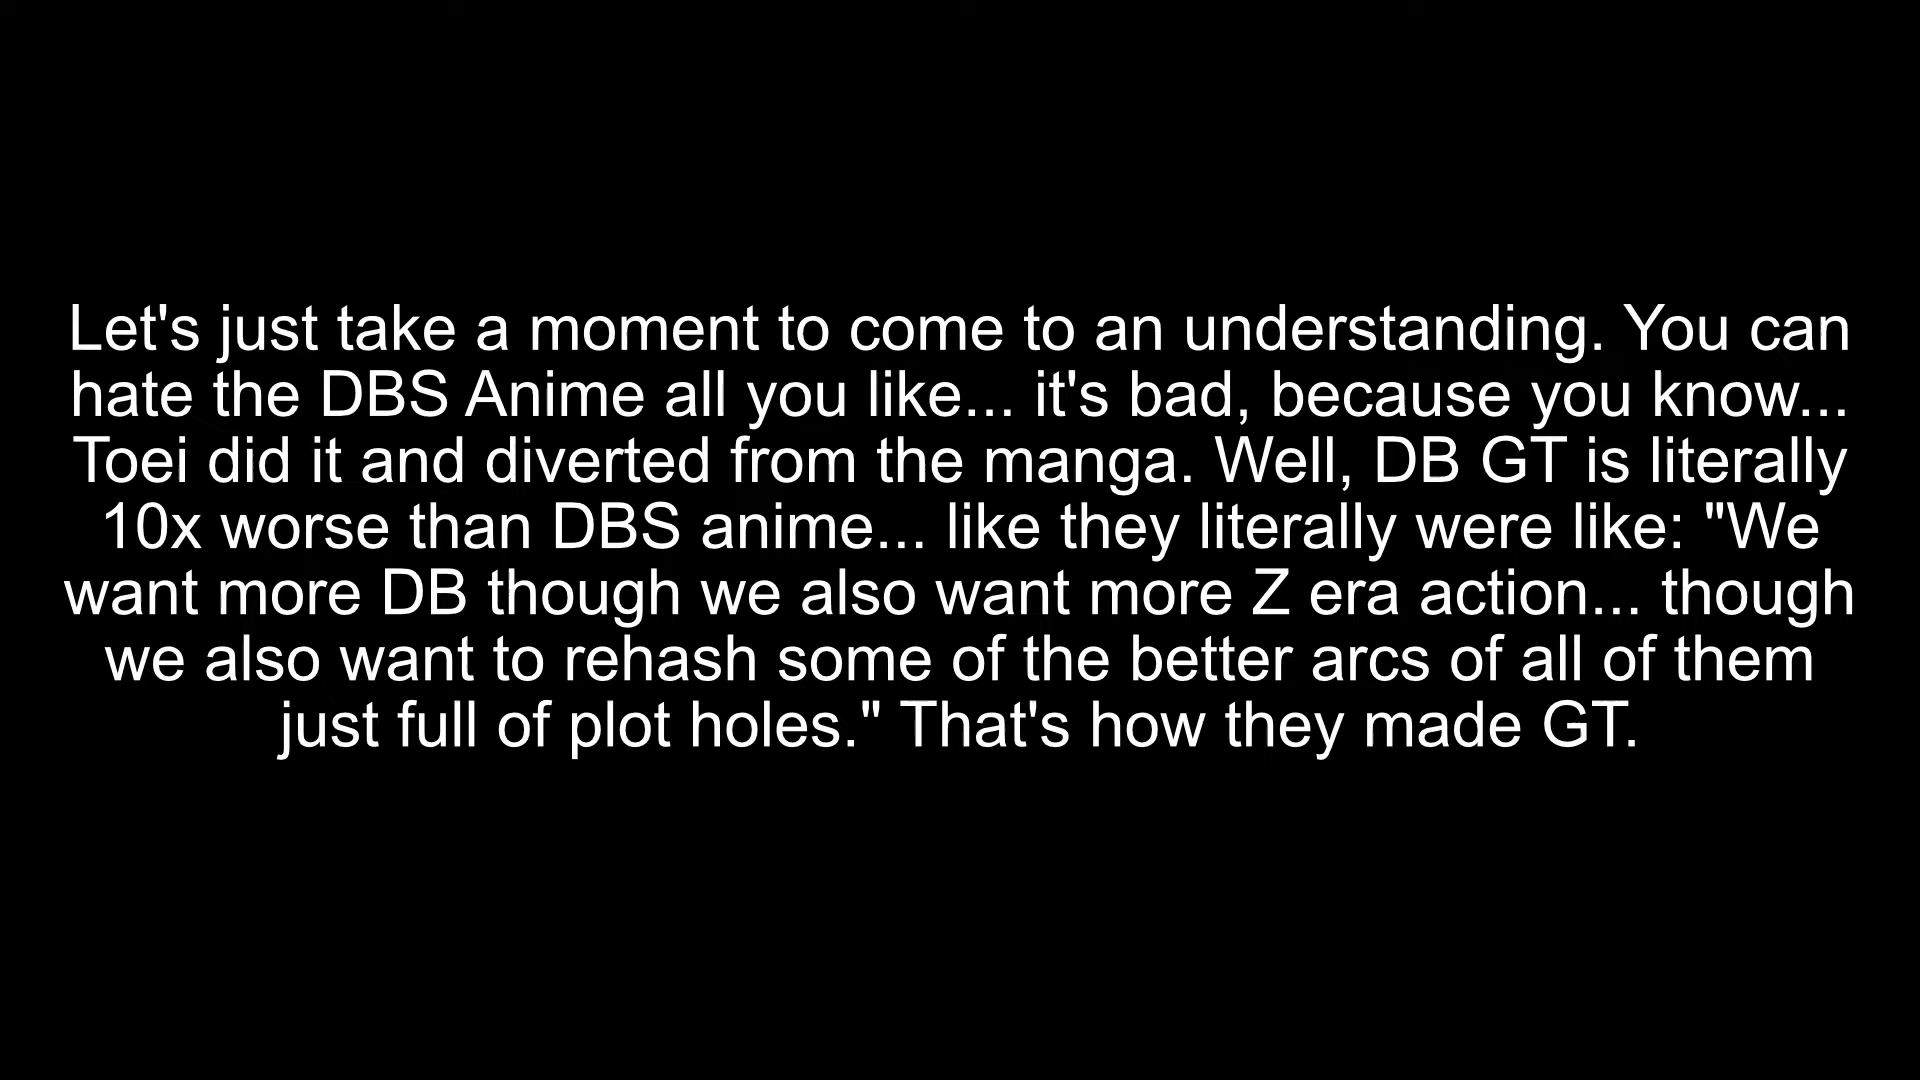 Let's just take a moment to come to an understanding. You can
hate the DBS Anime all you like... it's bad, because you know...
Toei did it and diverted from the manga. Well, DB GT is literally
10x worse than DBS anime... like they literally were like: "We
want more DB though we also want more Z era action... though
we also want to rehash some of the better arcs of all of them
just full of plot holes." That's how they made GT.